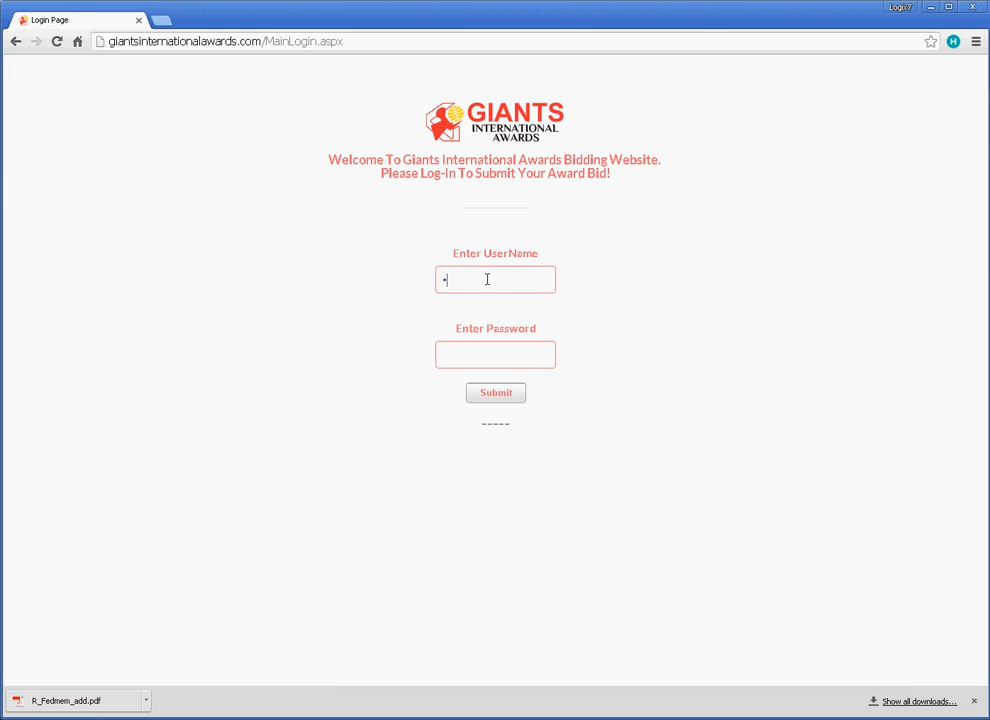 Logix7
Login Page
giantsinternationalawards.com/MainLogin.aspx
H
GIANTS
INTERNATIONAL
AWARDS
Welcome To Giants International Awards Bidding Website.
Please Log-In To Submit Your Award Bid!
Enter UserName
•
Enter Password
Submit
-----
R_Fedmem_add.pdf
Show all downloads...